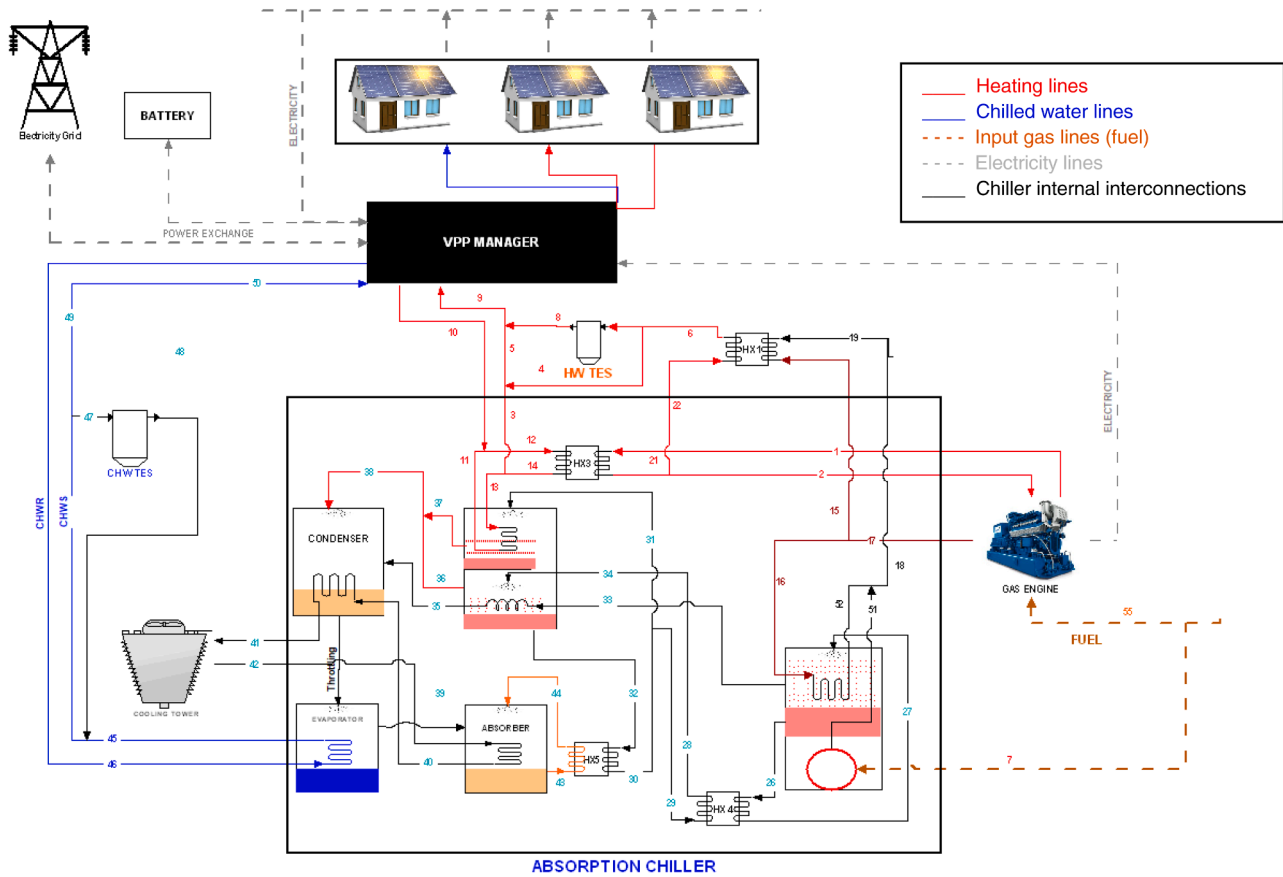 Electricity Grid
BATTERY
ELECTRICITY
POWER EXCHANGE
VPP MANAGER
Heating lines
Chilled water lines
Input gas lines (fuel)
Electricity lines
Chiller internal interconnections
50
49
48
9
10
8
5
4
6
HX1
19
HW TES
47
CHWTES
CHWR
CHWS
3
22
ELECTRICITY
12
11
14
HX3
21
1
2
38
13
37
15
CONDENSER
31
17
36
34
16
18
GAS ENGINE
35
33
51
55
FUEL
41
42
Throttling
32
COOLING TOWER
39
44
EVAPORATOR
ABSORBER
27
28
45
46
40
43
HX5
30
26
7
29
HX 4
ABSORPTION CHILLER